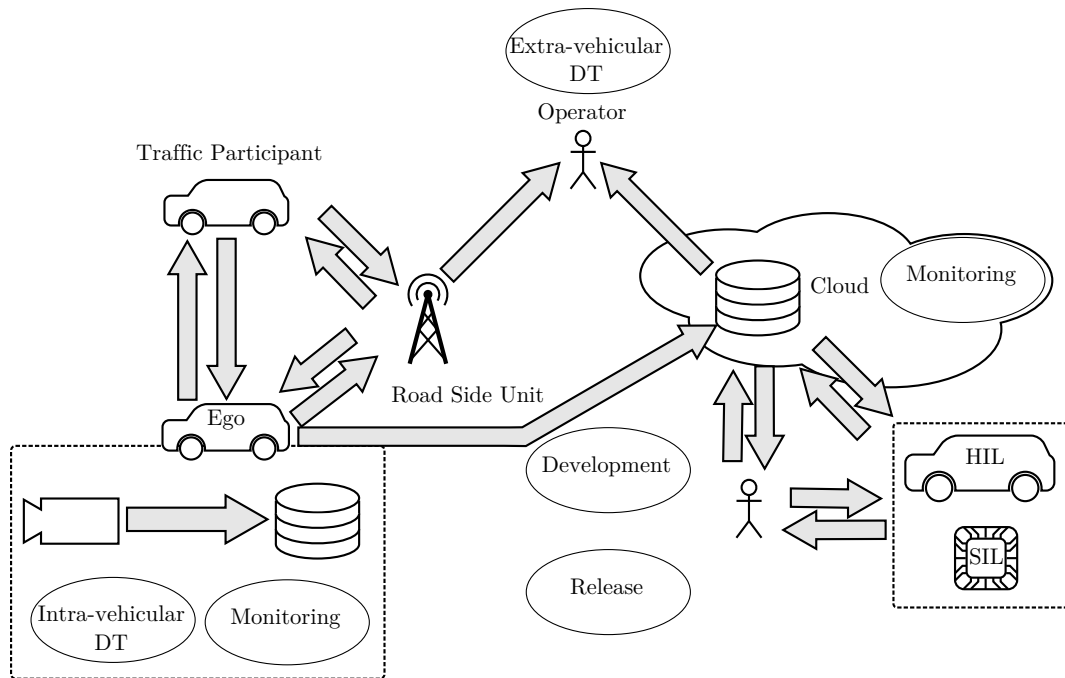 Extra-vehicular
DT
Operator
Traffic Participant
Cloud
Monitoring
Road Side Unit
Ego
Development
HIL
SIL
Release
Intra-vehicular
DT
Monitoring